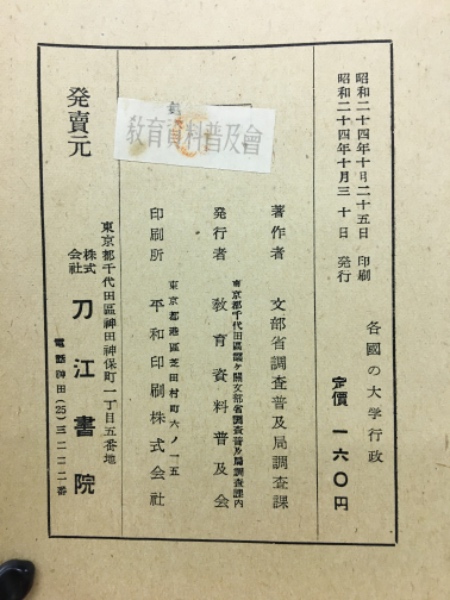 昭和二十四年十月二十五日 印刷
昭和二十四年十月三十日 発行
各國の大学行政
定價 一六〇円
著作者 文部省調査普及局調査課
東京都千代田區霞ケ關文部省調査普及局調査課内
発行者 教育資料普及会
東京都港區芝田村町六ノ一五
印刷所 平和印刷株式会社
教育資料普及會
東京都千代田區神田神保町一丁目五番地
発賣元 株式会社 刀江書院
電話神田(25)三二二二番